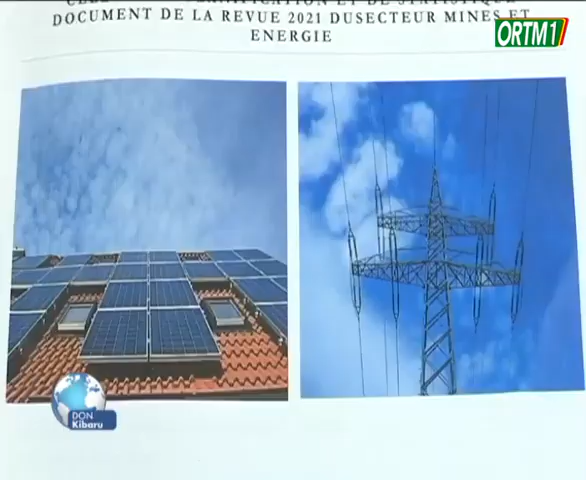 DOCUMENT DE LA REVUE 2021 DUSECTEUR MINES ET
ENERGIE
ORTM1
DON
Kibaru